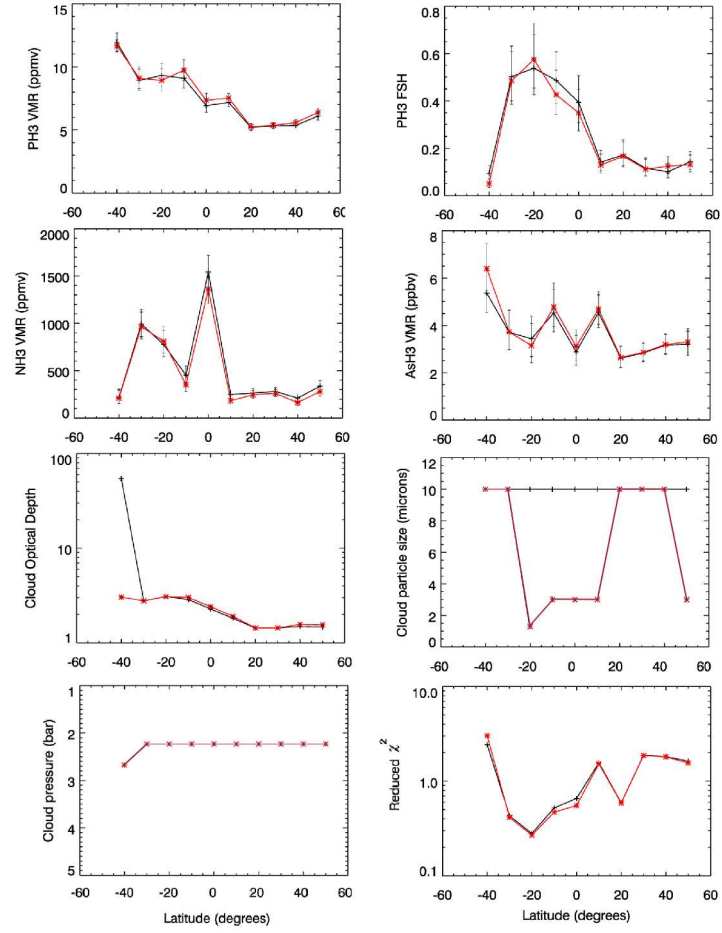 PH3 VMR (ppmv)
15
10
5
0
-60 -40 -20 0 20 40 60
PH3 FSH
0.8
0.6
0.4
0.2
0.0
-60 -40 -20 0 20 40 60
NH3 VMR (ppmv)
2000
1500
1000
500
0
-60 -40 -20 0 20 40 60
AsH3 VMR (ppbv)
8
6
4
2
0
-60 -40 -20 0 20 40 60
Cloud Optical Depth
100
10
1
-60 -40 -20 0 20 40 60
Cloud particle size (microns)
12
10
8
6
4
2
0
-60 -40 -20 0 20 40 60
Cloud pressure (bar)
1
2
3
4
5
-60 -40 -20 0 20 40 60
Latitude (degrees)
Reduced χ²
10.0
1.0
0.1
-60 -40 -20 0 20 40 60
Latitude (degrees)